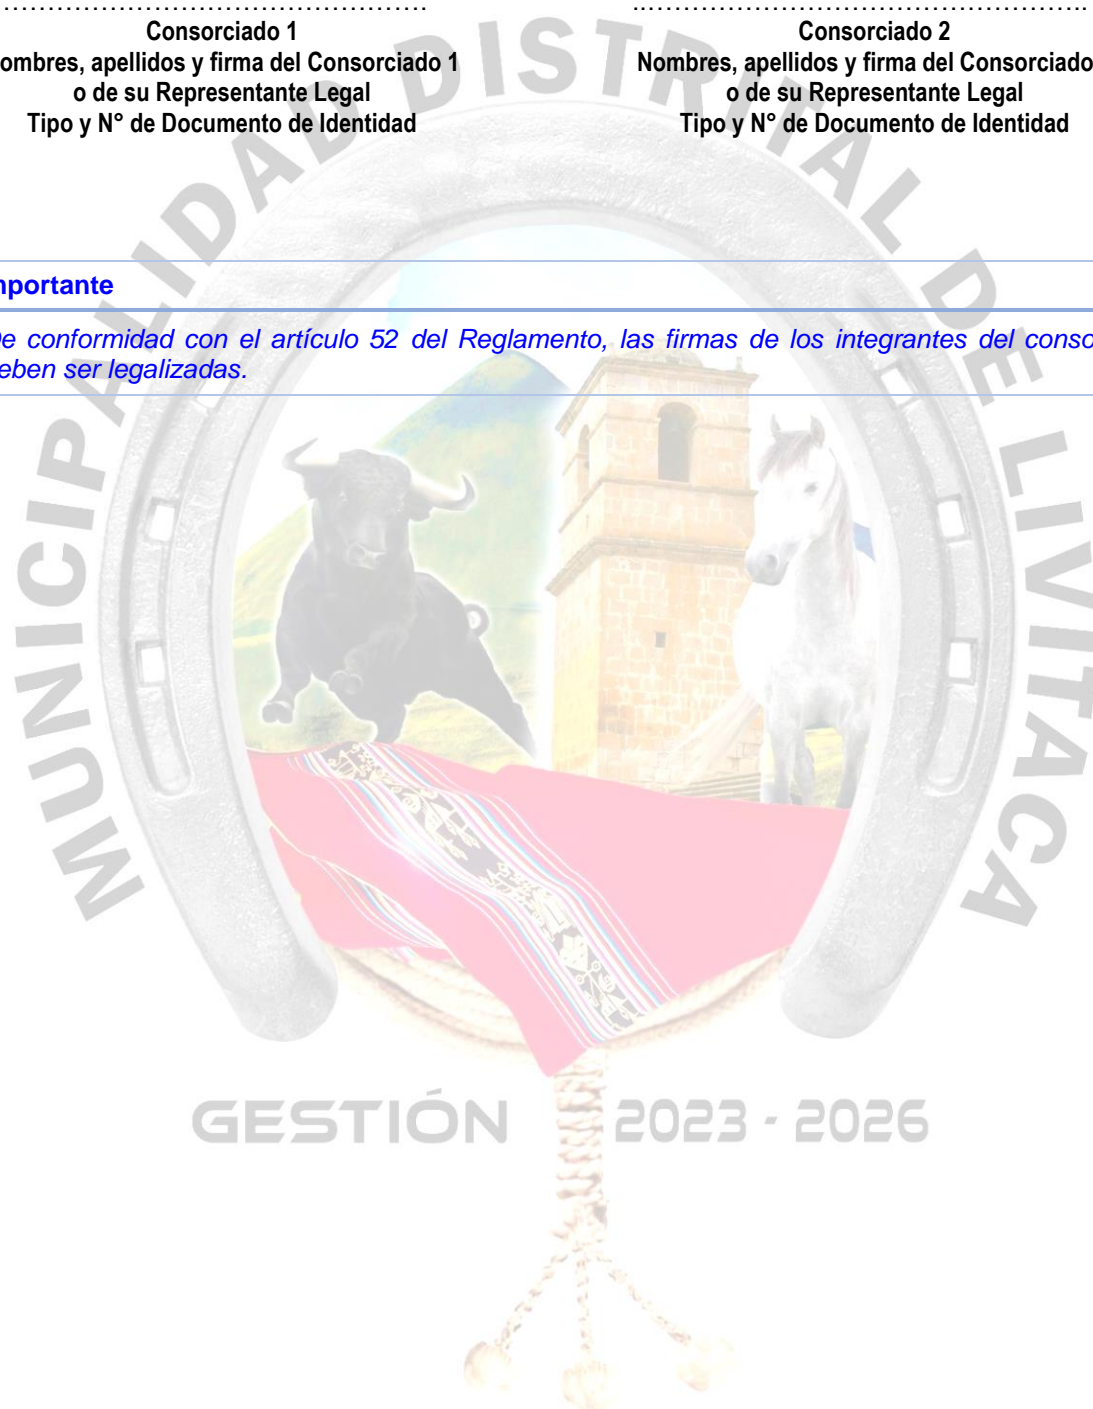 ……………………………………………. ..………………………………………………..
Consorciado 1 Consorciado 2
ombres, apellidos y firma del Consorciado 1 Nombres, apellidos y firma del Consorciado
o de su Representante Legal o de su Representante Legal
Tipo y N° de Documento de Identidad Tipo y N° de Documento de Identidad
MUNICIPALIDAD DISTRITAL DE LIVITACA
mportante
De conformidad con el artículo 52 del Reglamento, las firmas de los integrantes del conso
eben ser legalizadas.
GESTIÓN 2023 - 2026